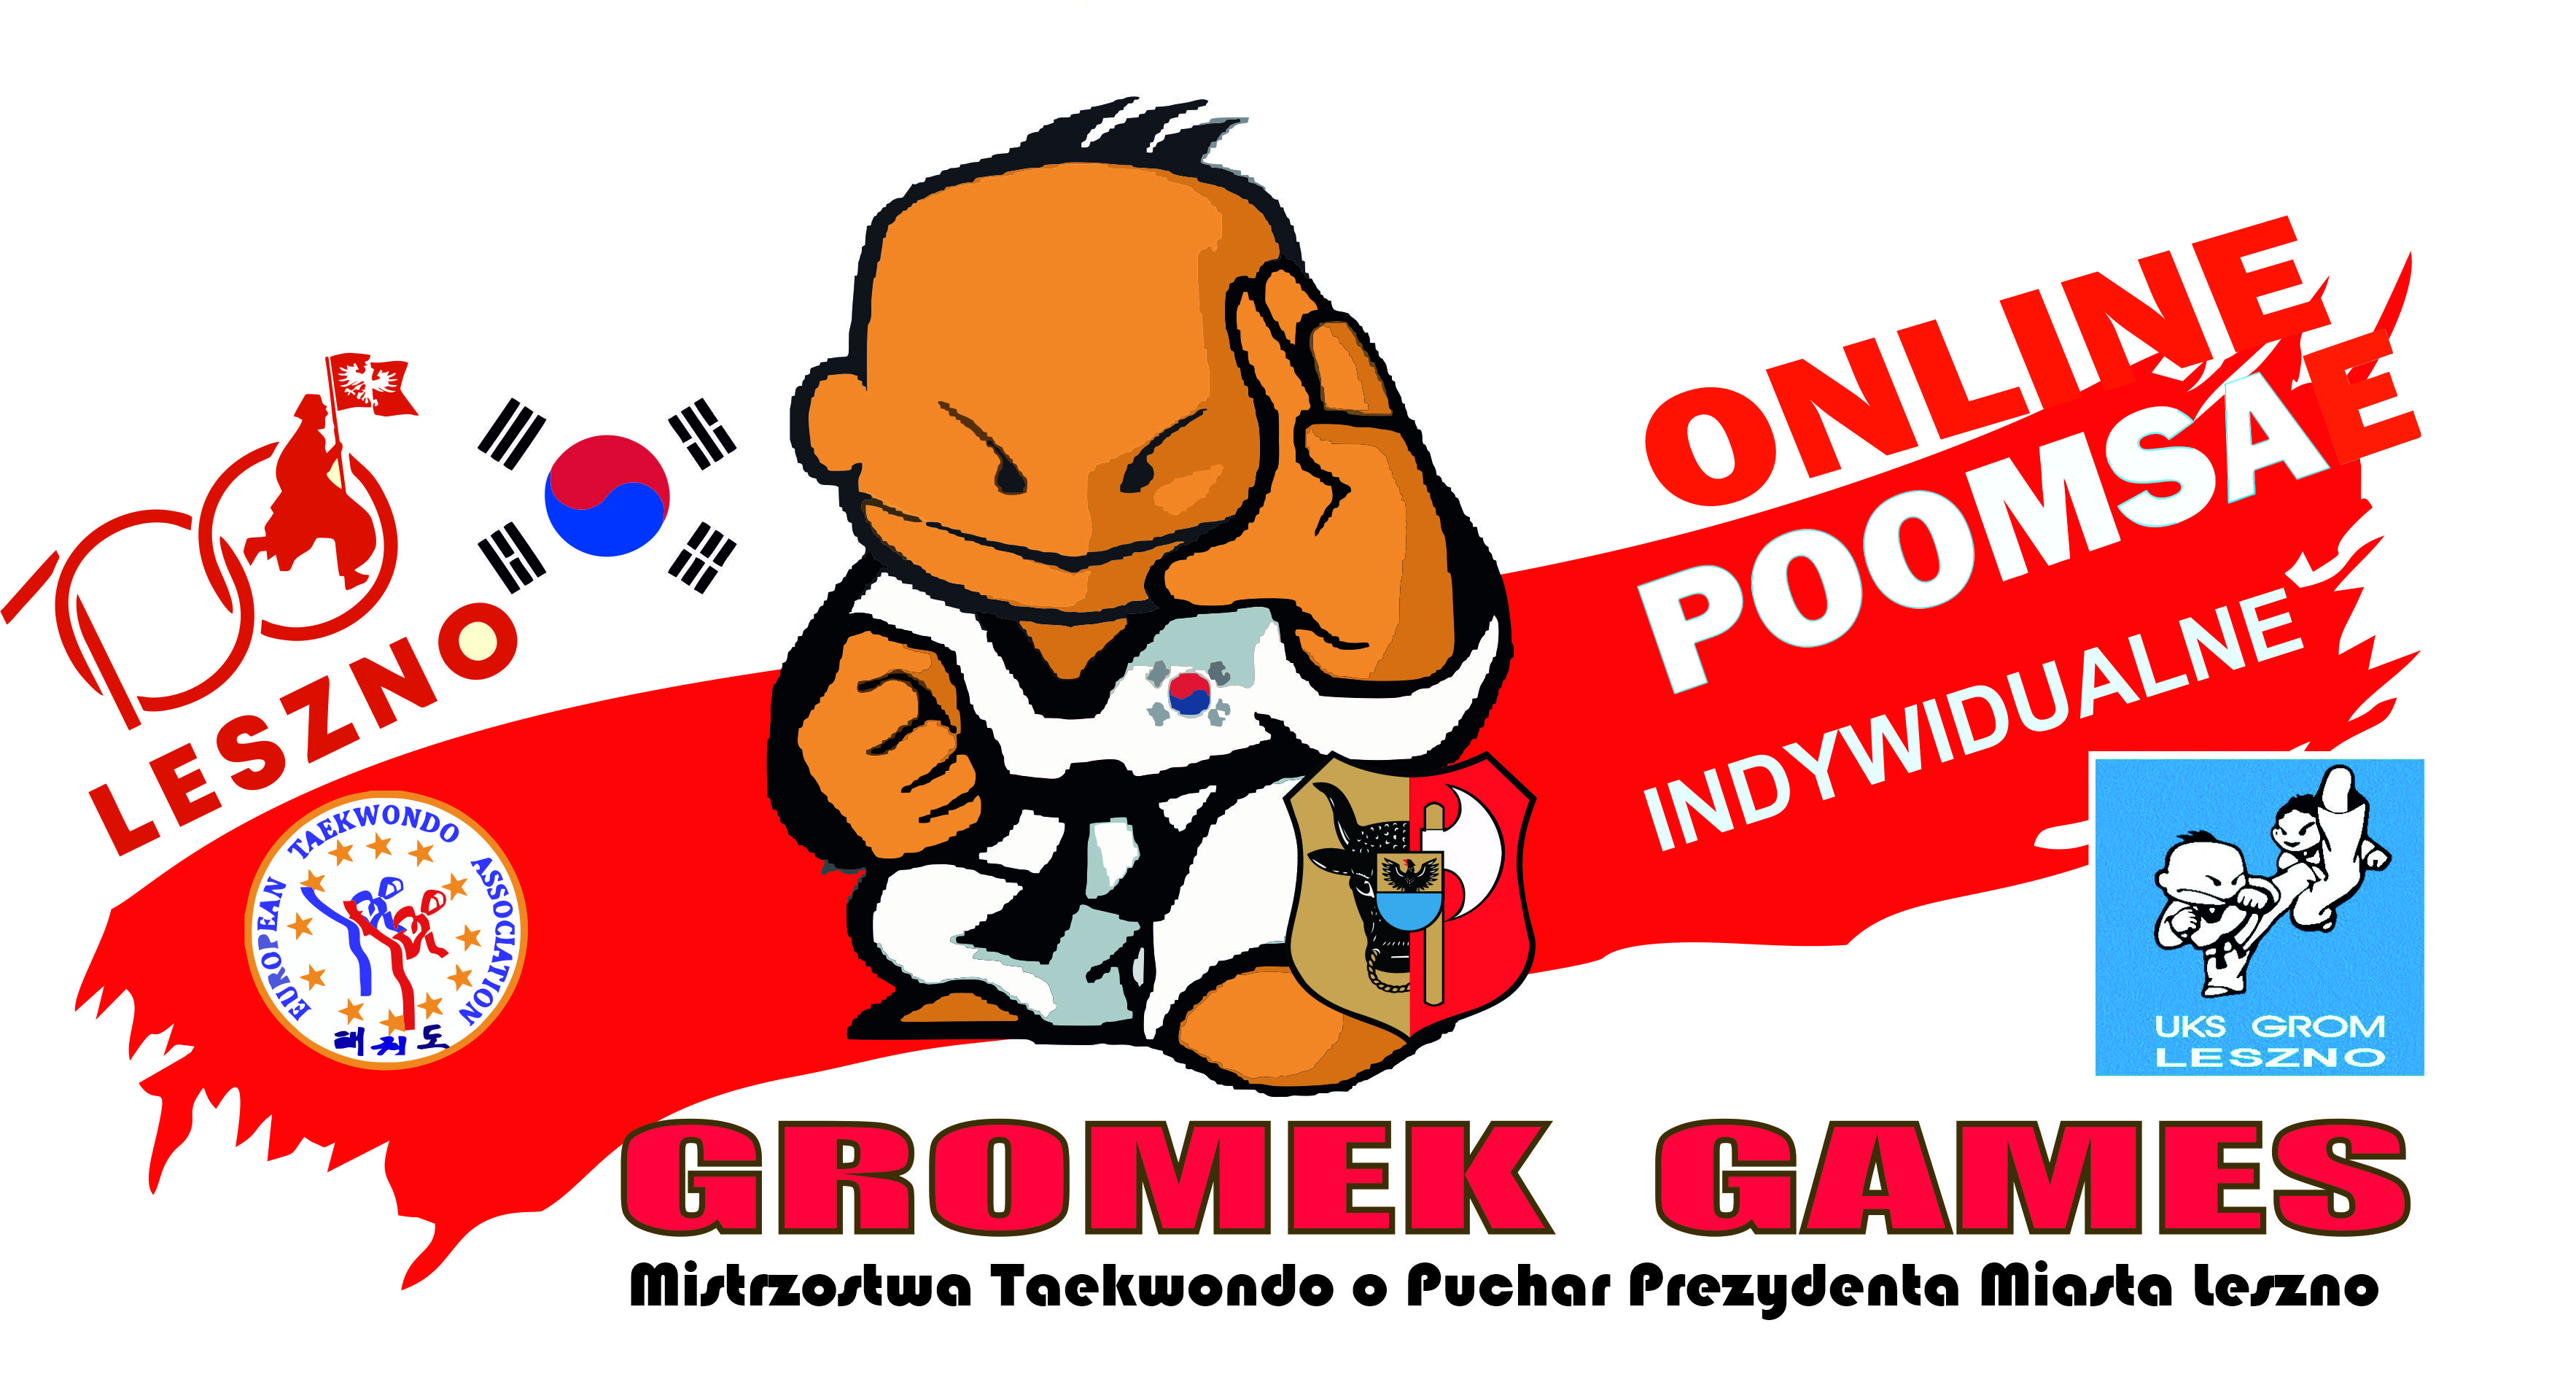 100
LESZNO
ONLINE
POOMSAE
INDYWIDUALNE
EUROPEAN TAEKWONDO ASSOCIATION
UKS GROM
LESZNO
GROMEK GAMES
Mistrzostwa Taekwondo o Puchar Prezydenta Miasta Leszno